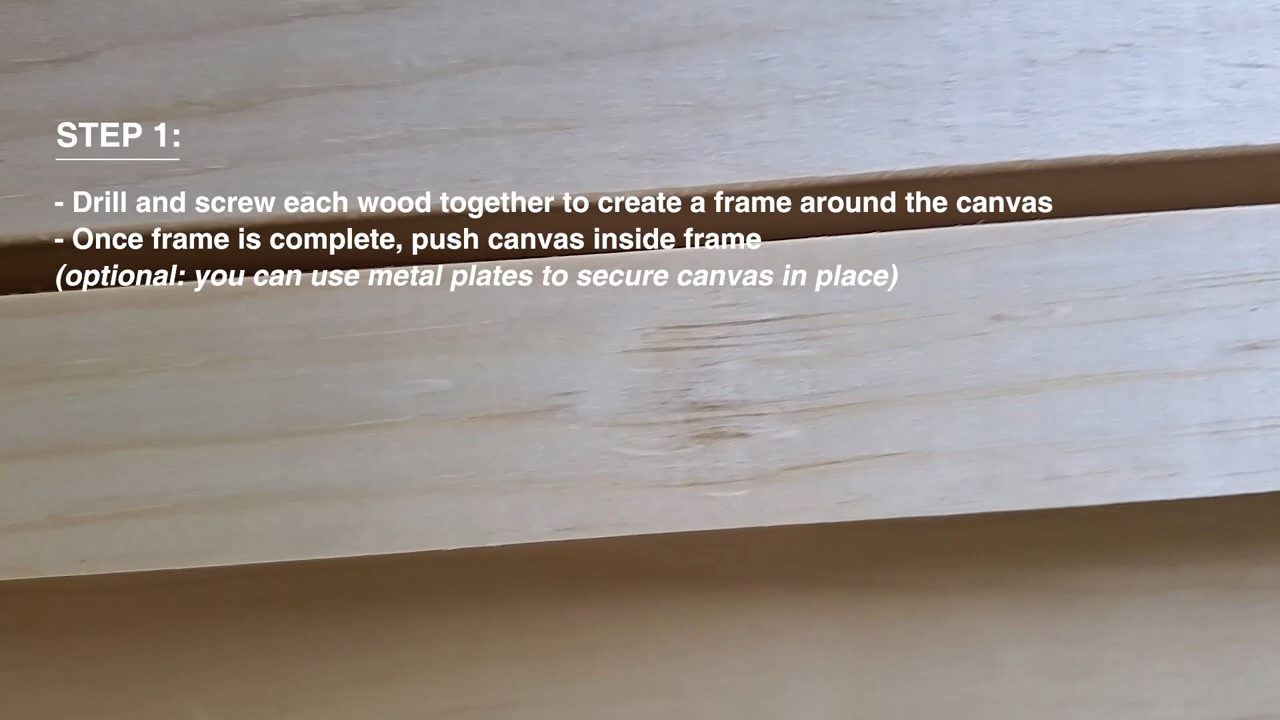 STEP 1:
- Drill and screw each wood together to create a frame around the canvas
- Once frame is complete, push canvas inside frame
(optional: you can use metal plates to secure canvas in place)